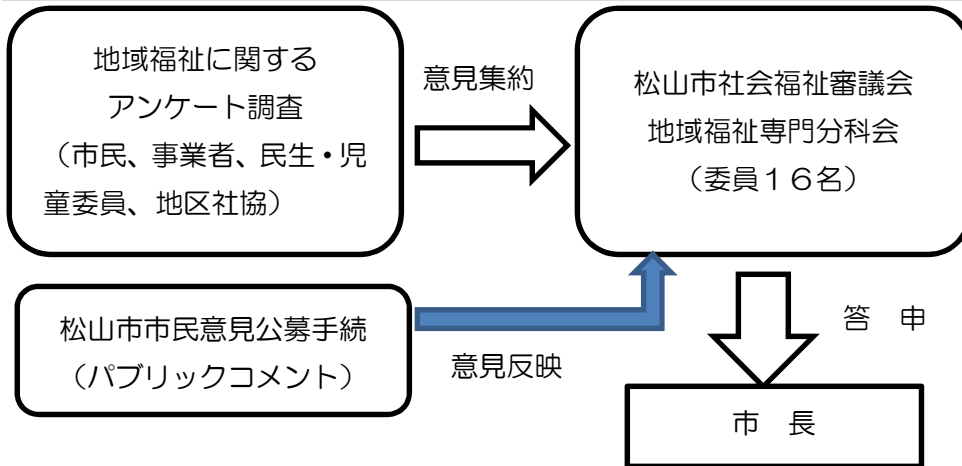 地域福祉に関する
アンケート調査
（市民、事業者、民生・児
童委員、地区社協）
意見集約
松山市社会福祉審議会
地域福祉専門分科会
（委員１６名）
松山市市民意見公募手続
（パブリックコメント）
意見反映
答　申
市　長